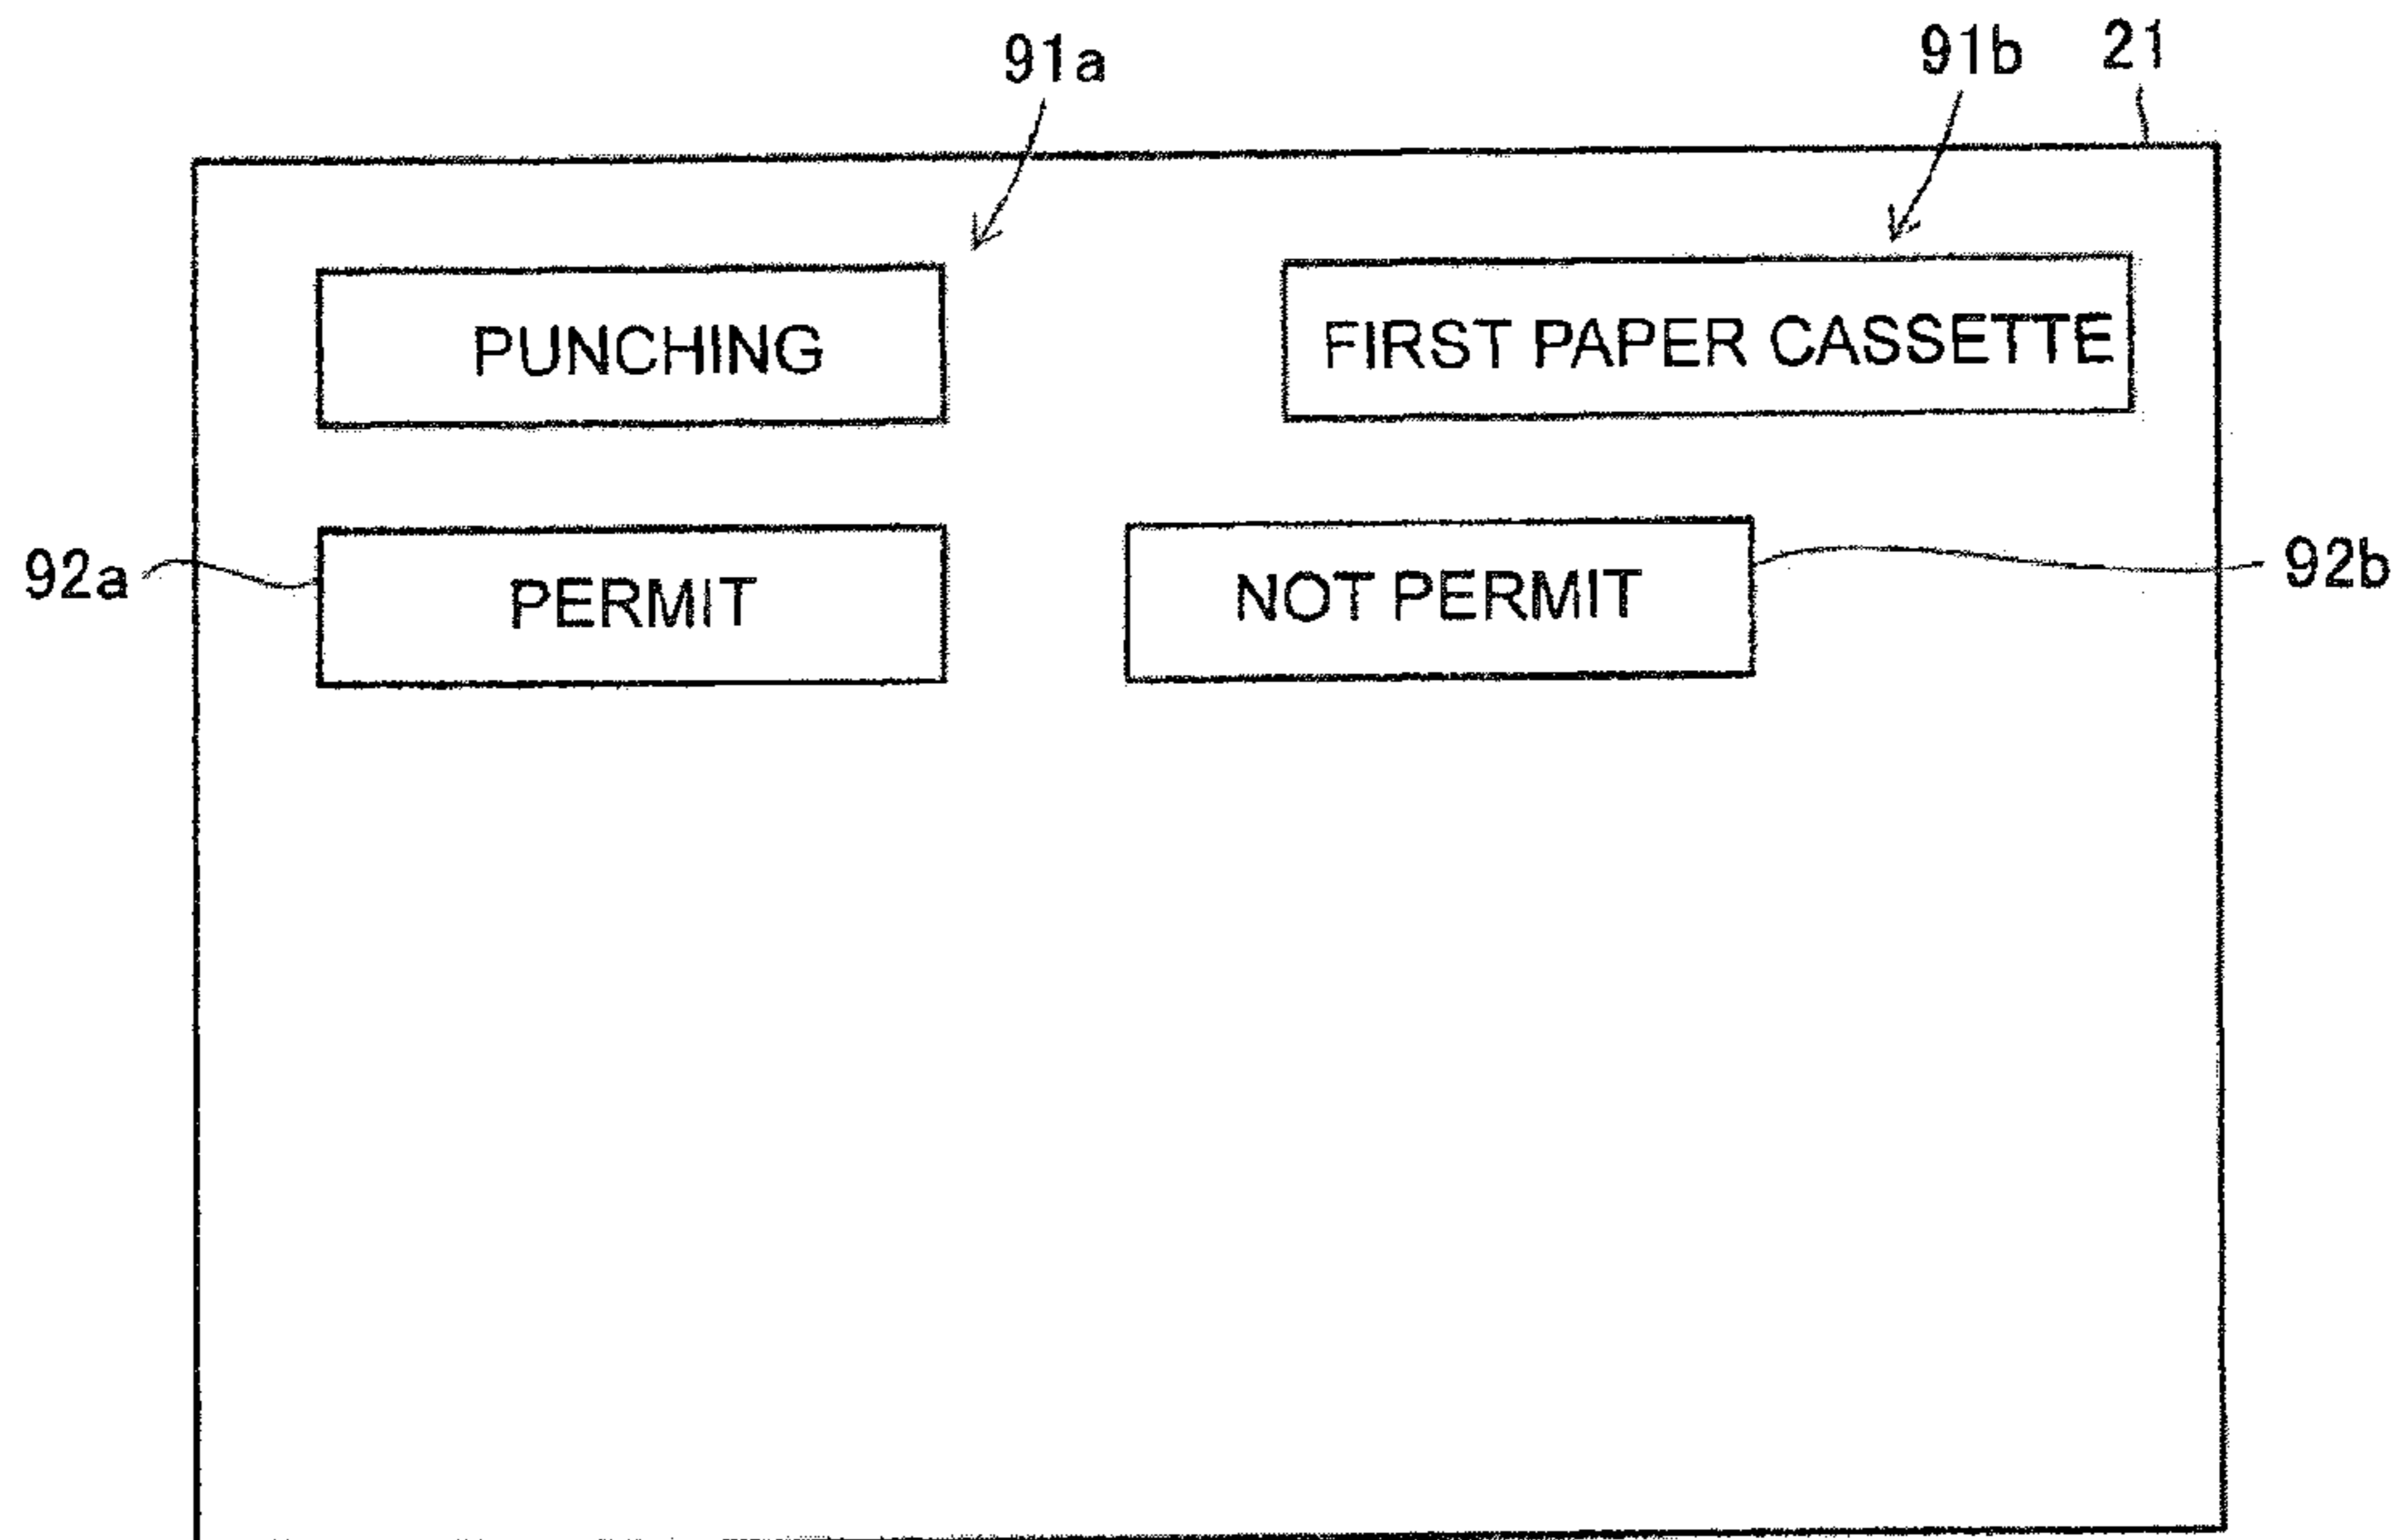 91a
91b
21
PUNCHING
FIRST PAPER CASSETTE
92a
PERMIT
NOT PERMIT
92b